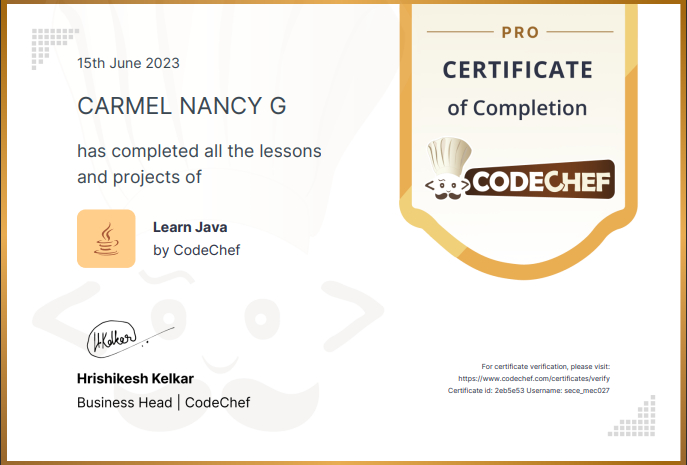 15th June 2023
CARMEL NANCY G
has completed all the lessons
and projects of
Learn Java
by CodeChef
HKelkar
Hrishikesh Kelkar
Business Head | CodeChef
PRO
CERTIFICATE
of Completion
CODECHEF
For certificate verification, please visit:
https://www.codechef.com/certificates/verify
Certificate id: 2eb5e53 Username: sece_mec027